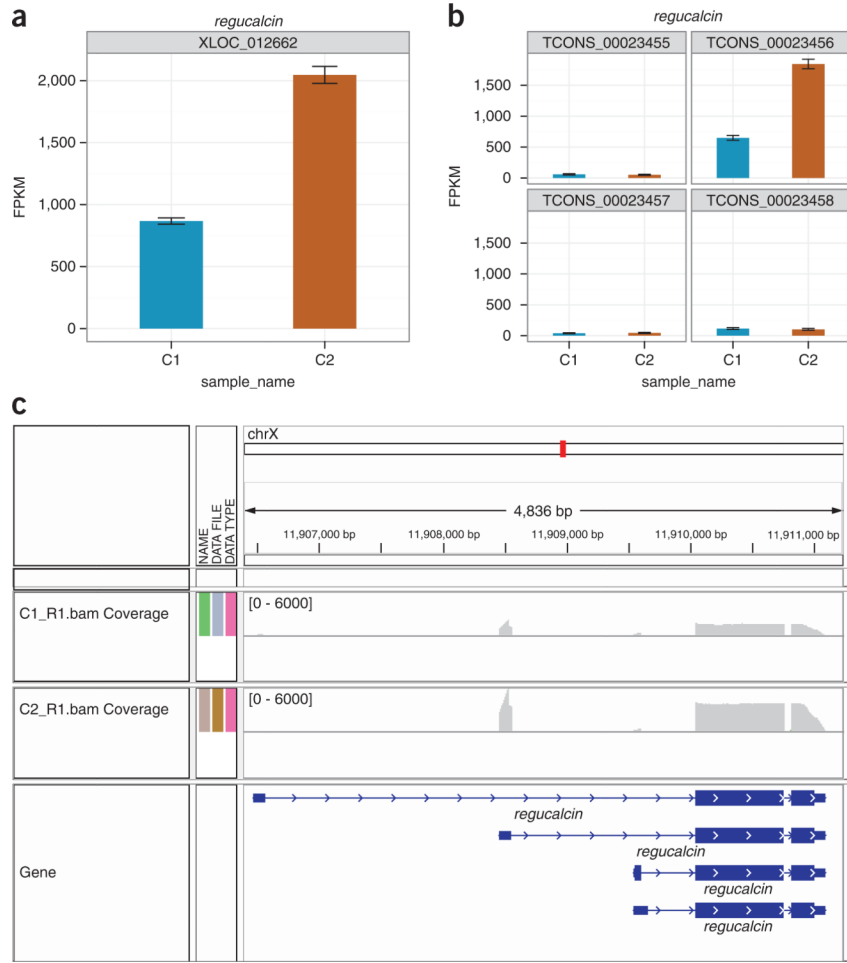 a
regucalcin
XLOC_012662
2,000
1,500
1,000
500
0
FPKM
C1
C2
sample_name
b
regucalcin
TCONS_00023455
TCONS_00023456
1,500
1,000
500
0
TCONS_00023457
TCONS_00023458
1,500
1,000
500
0
FPKM
C1
C2
C1
C2
sample_name
c
NAME
DATA FILE
DATA TYPE
chrX
4,836 bp
11,907,000 bp
11,908,000 bp
11,909,000 bp
11,910,000 bp
11,911,000 bp
C1_R1.bam Coverage
[0 - 6000]
C2_R1.bam Coverage
[0 - 6000]
Gene
regucalcin
regucalcin
regucalcin
regucalcin